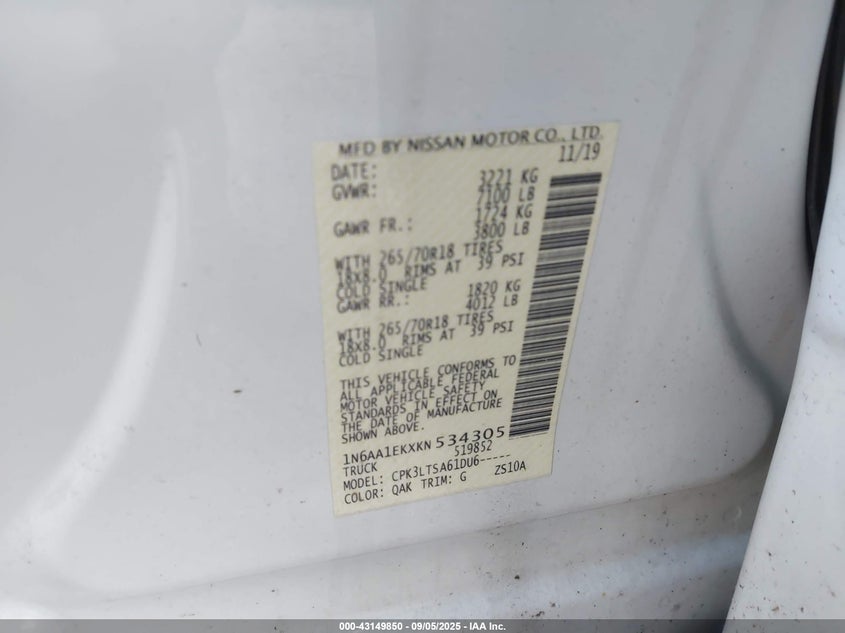 MFD BY NISSAN MOTOR CO., LTD.
DATE: 11/19
GVWR: 3221 KG
7100 LB
GAWR FR.: 1724 KG
3800 LB
WITH 265/70R18 TIRES
18X8.0 RIMS AT 39 PSI
COLD SINGLE
GAWR RR.: 1820 KG
4012 LB
WITH 265/70R18 TIRES
18X8.0 RIMS AT 39 PSI
COLD SINGLE
THIS VEHICLE CONFORMS TO
ALL APPLICABLE FEDERAL
MOTOR VEHICLE SAFETY
STANDARDS IN EFFECT ON
THE DATE OF MANUFACTURE
SHOWN ABOVE.
1N6AA1EKXKN534305
TRUCK 519852
MODEL: CPK3LTSA61DU6-----
COLOR: QAK TRIM: G ZS10A
000-43149850 - 09/05/2025 - IAA Inc.